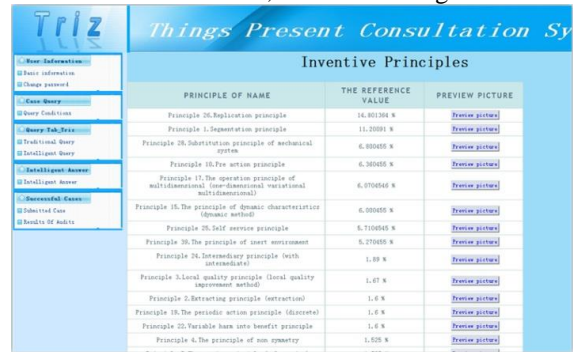 Triz
Things Present Consultation Sy
User Information
Basic information
Change password
Case Query
Query Conditions
Query Tab_Triz
Traditional Query
Intelligent Query
Intelligent Answer
Intelligent Answer
Successful Cases
Submitted Case
Results Of Audits
Inventive Principles
PRINCIPLE OF NAME
THE REFERENCE
VALUE
PREVIEW PICTURE
Principle 26.Replication principle 14.801364 % Preview picture
Principle 1.Segmentation principle 11.20091 % Preview picture
Principle 28.Substitution principle of mechanical
system
6.880455 % Preview picture
Principle 10.Pre action principle 6.360455 % Preview picture
Principle 17.The operation principle of
multidimensional (one-dimensional variational
multidimensional)
6.0704546 % Preview picture
Principle 15.The principle of dynamic characteristics
(dynamic method)
6.030455 % Preview picture
Principle 25.Self service principle 5.7104545 % Preview picture
Principle 39.The principle of inert environment 5.270455 % Preview picture
Principle 24.Intermediary principle (with
intermediate)
1.89 % Preview picture
Principle 3.Local quality principle (local quality
improvement method)
1.67 % Preview picture
Principle 2.Extracting principle (extraction) 1.6 % Preview picture
Principle 19.The periodic action principle (discrete) 1.6 % Preview picture
Principle 22.Variable harm into benefit principle 1.6 % Preview picture
Principle 4.The principle of non symmetry 1.525 % Preview picture